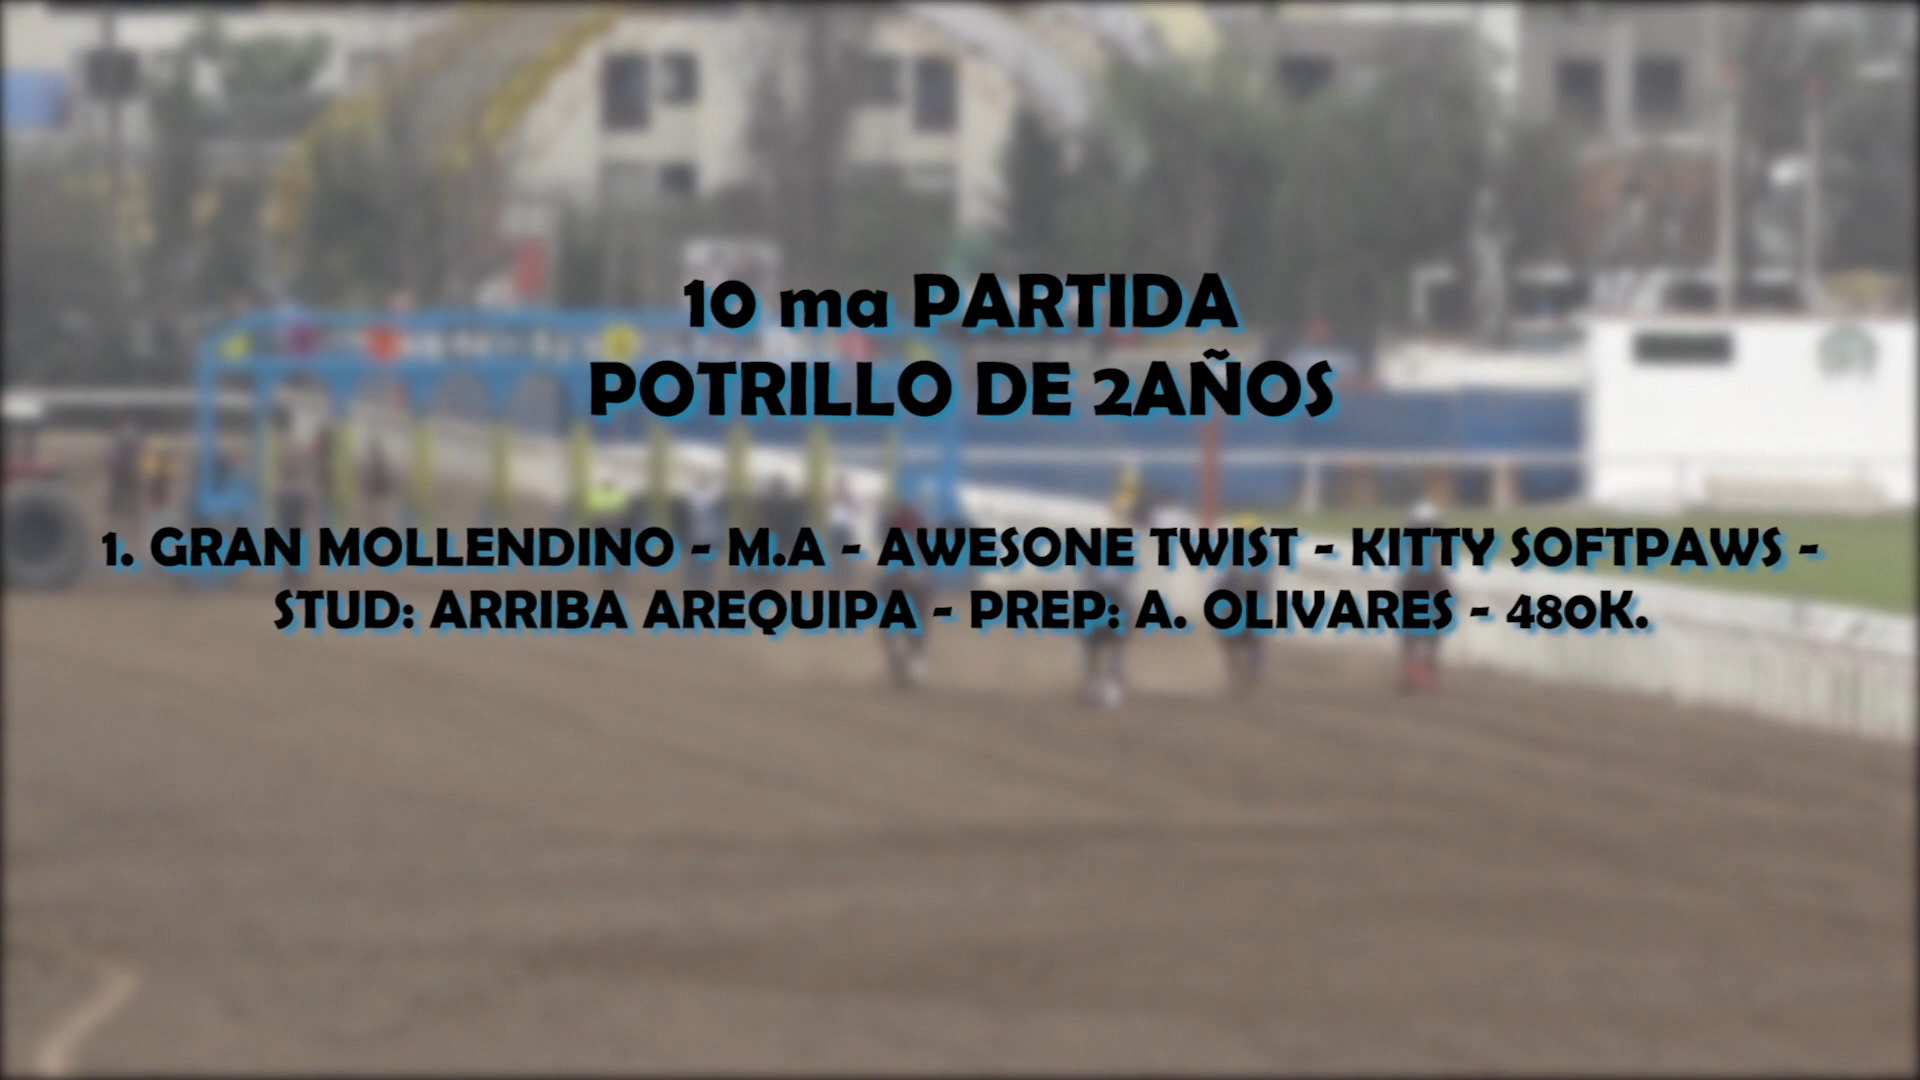 10 ma PARTIDA
POTRILLO DE 2AÑOS
1. GRAN MOLLENDINO - M.A - AWESONE TWIST - KITTY SOFTPAWS -
STUD: ARRIBA AREQUIPA - PREP: A. OLIVARES - 480K.